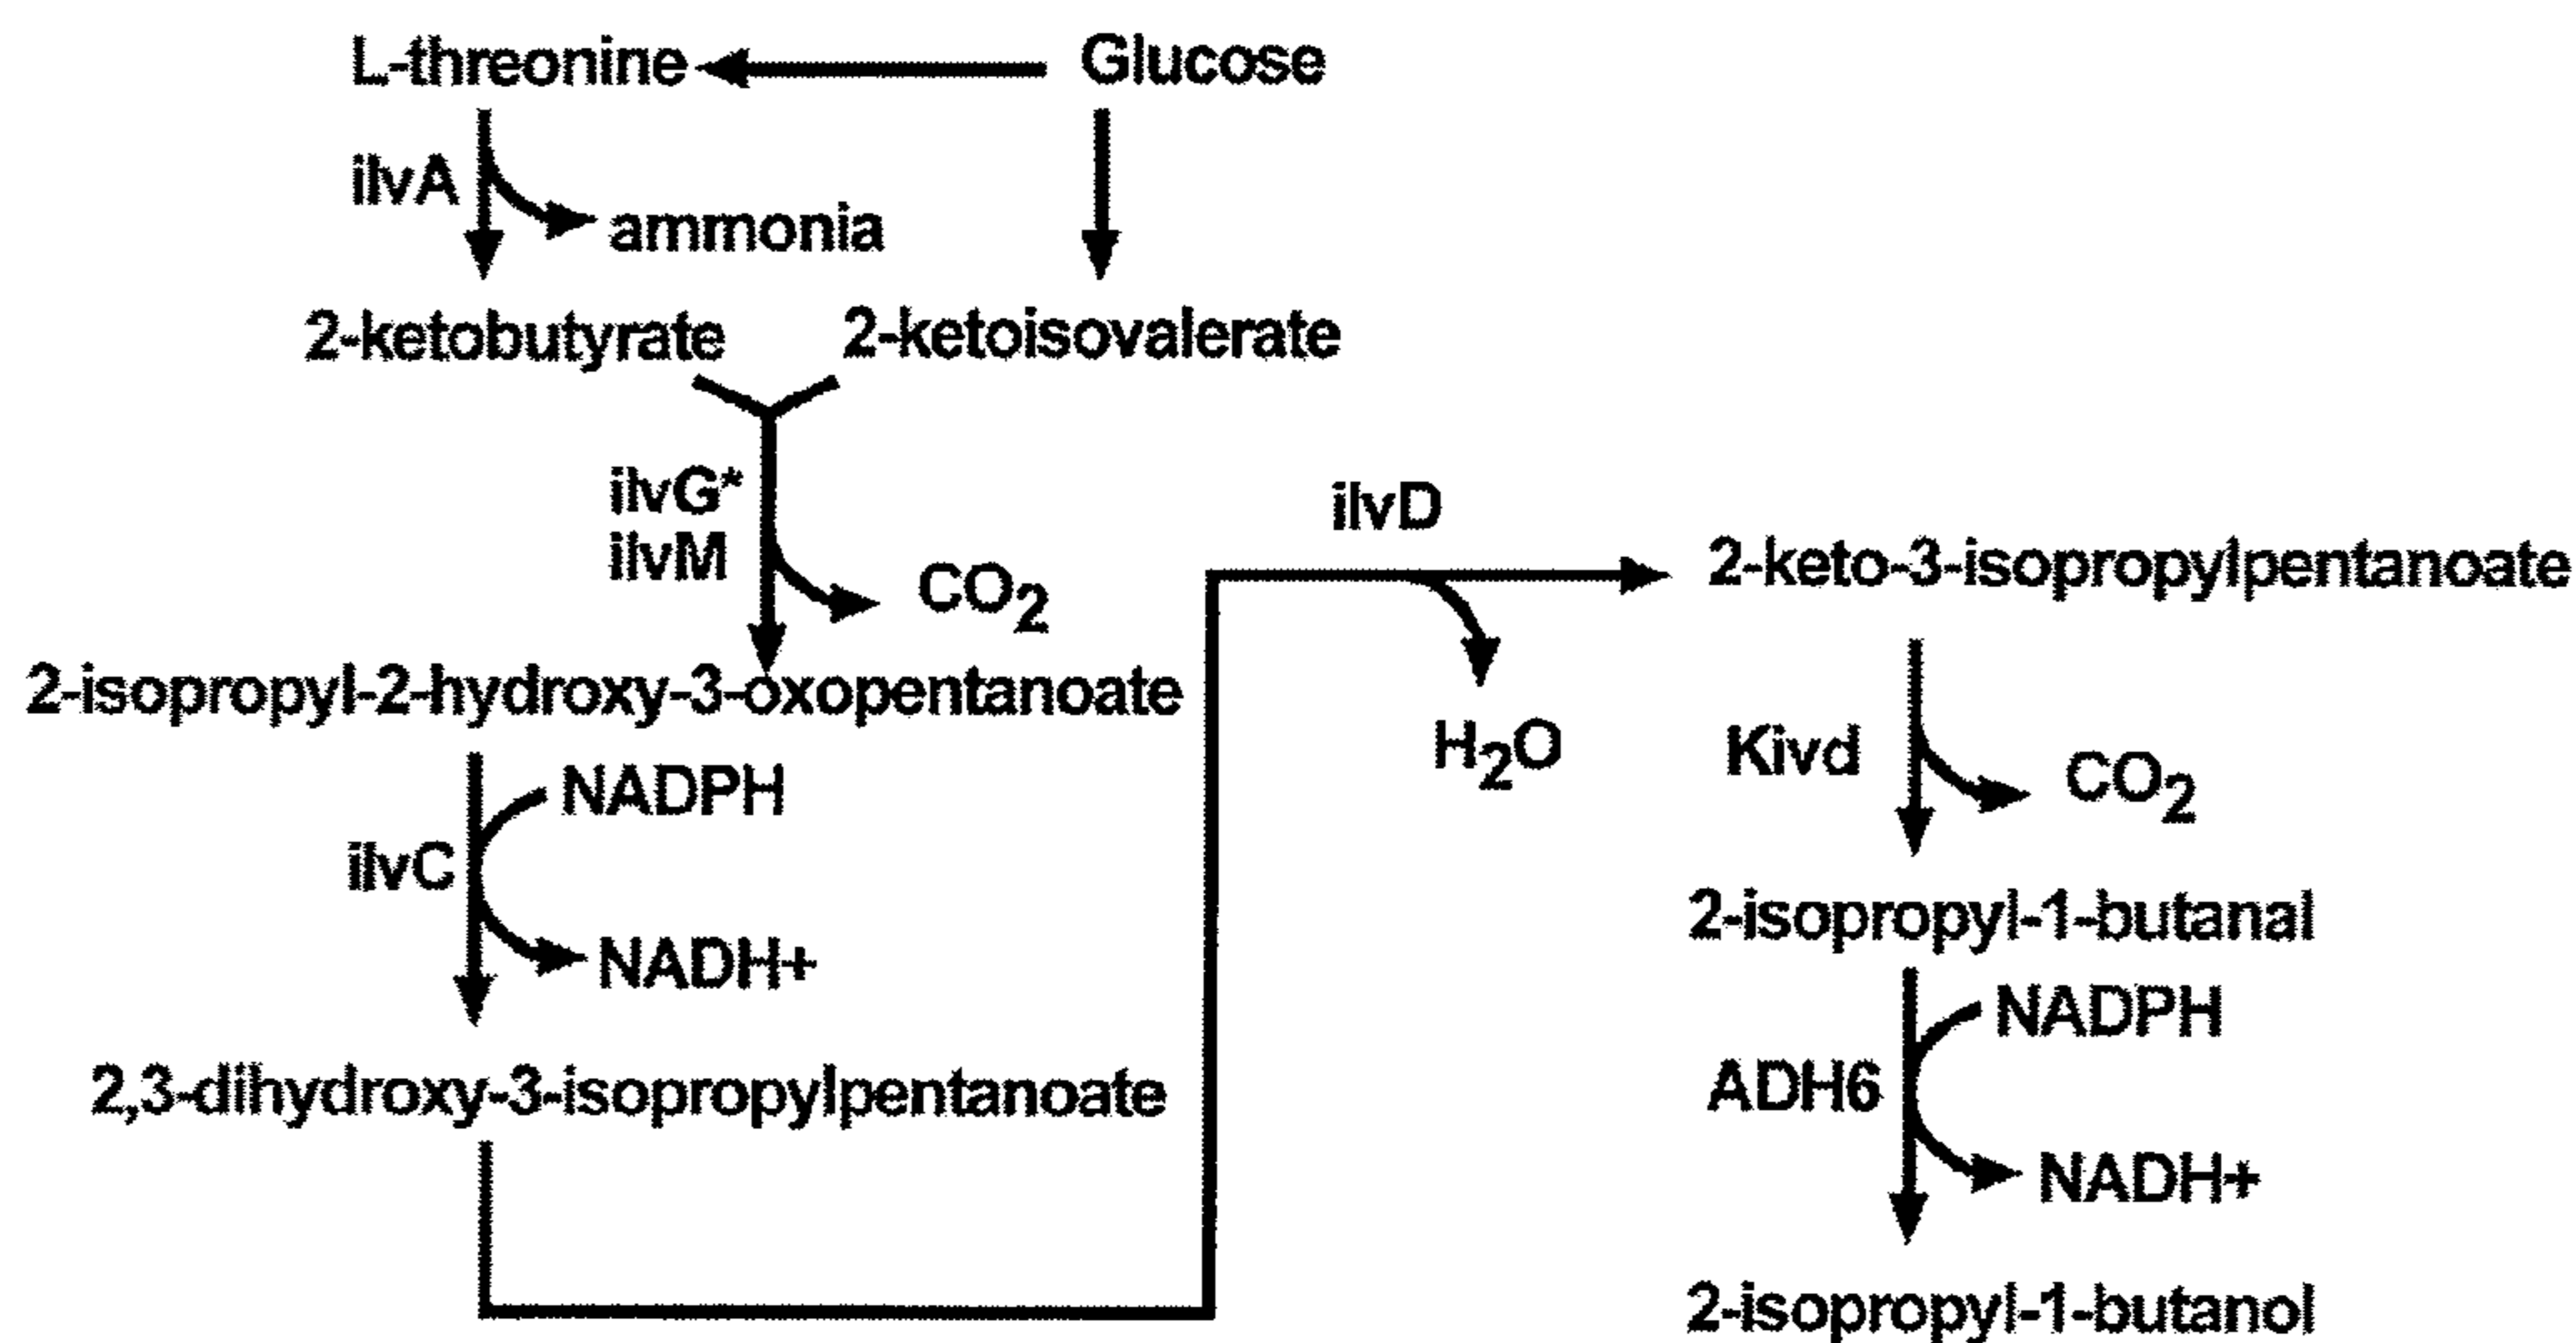 L-threonine
Glucose
ilvA
ammonia
2-ketobutyrate
2-ketoisovalerate
ilvG*
ilvM
CO2
2-isopropyl-2-hydroxy-3-oxopentanoate
NADPH
ilvC
NADH+
2,3-dihydroxy-3-isopropylpentanoate
ilvD
H2O
2-keto-3-isopropylpentanoate
Kivd
CO2
2-isopropyl-1-butanal
NADPH
ADH6
NADH+
2-isopropyl-1-butanol